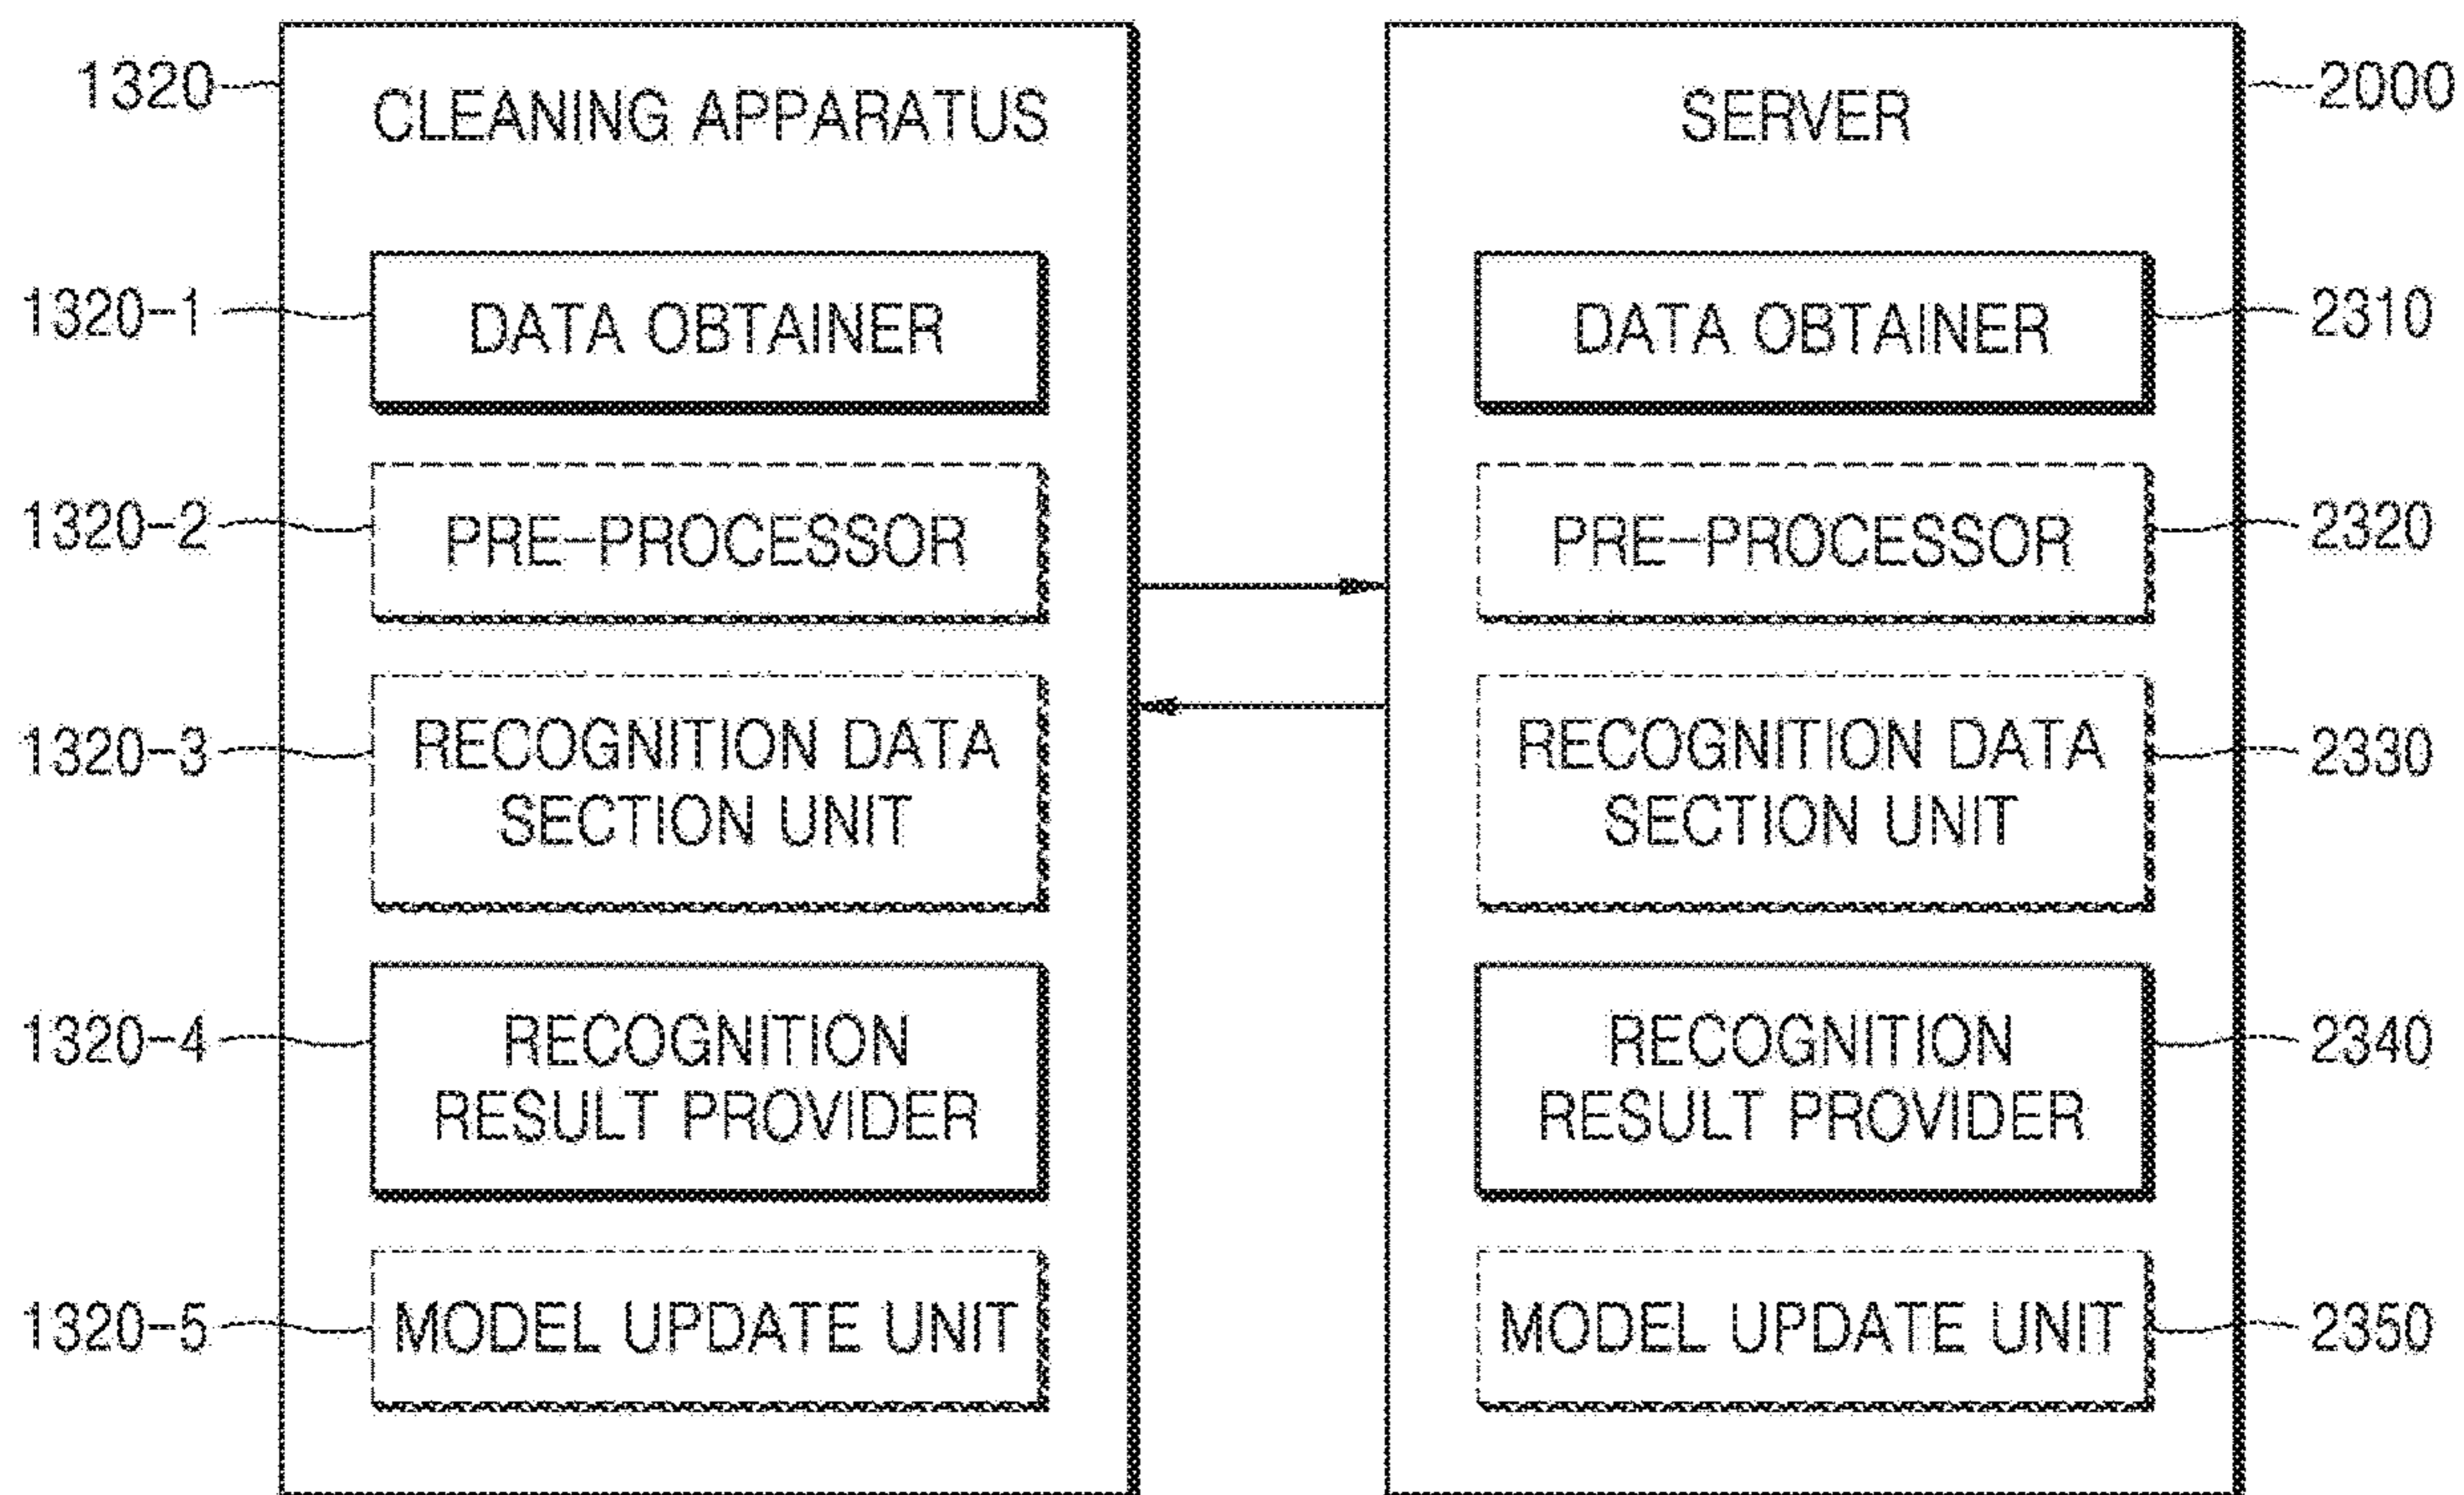 1320
CLEANING APPARATUS
1320-1
DATA OBTAINER
1320-2
PRE-PROCESSOR
1320-3
RECOGNITION DATA
SECTION UNIT
1320-4
RECOGNITION
RESULT PROVIDER
1320-5
MODEL UPDATE UNIT
2000
SERVER
2310
DATA OBTAINER
2320
PRE-PROCESSOR
2330
RECOGNITION DATA
SECTION UNIT
2340
RECOGNITION
RESULT PROVIDER
2350
MODEL UPDATE UNIT